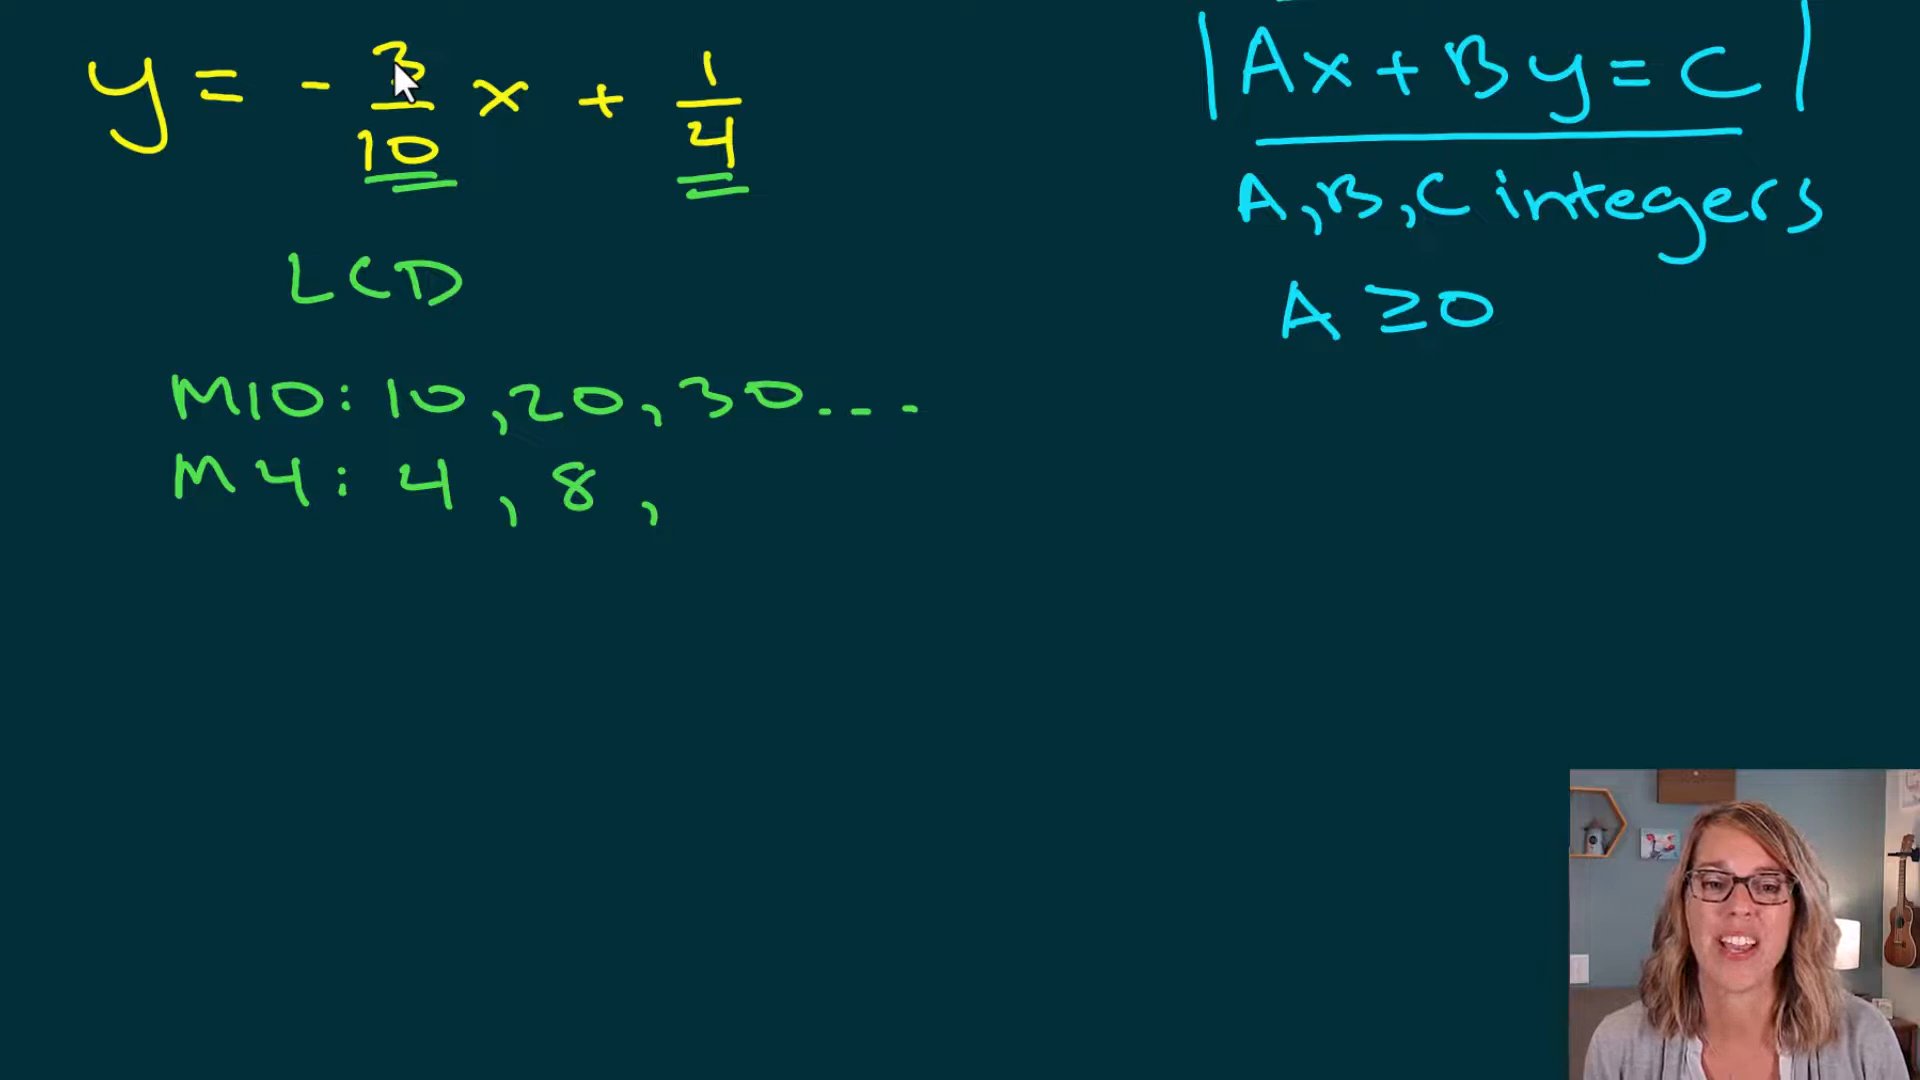 y = - 3/10 x + 1/4
|Ax + By = C|
A, B, C integers
A ≥ 0
LCD
M10: 10, 20, 30...
M4: 4, 8,